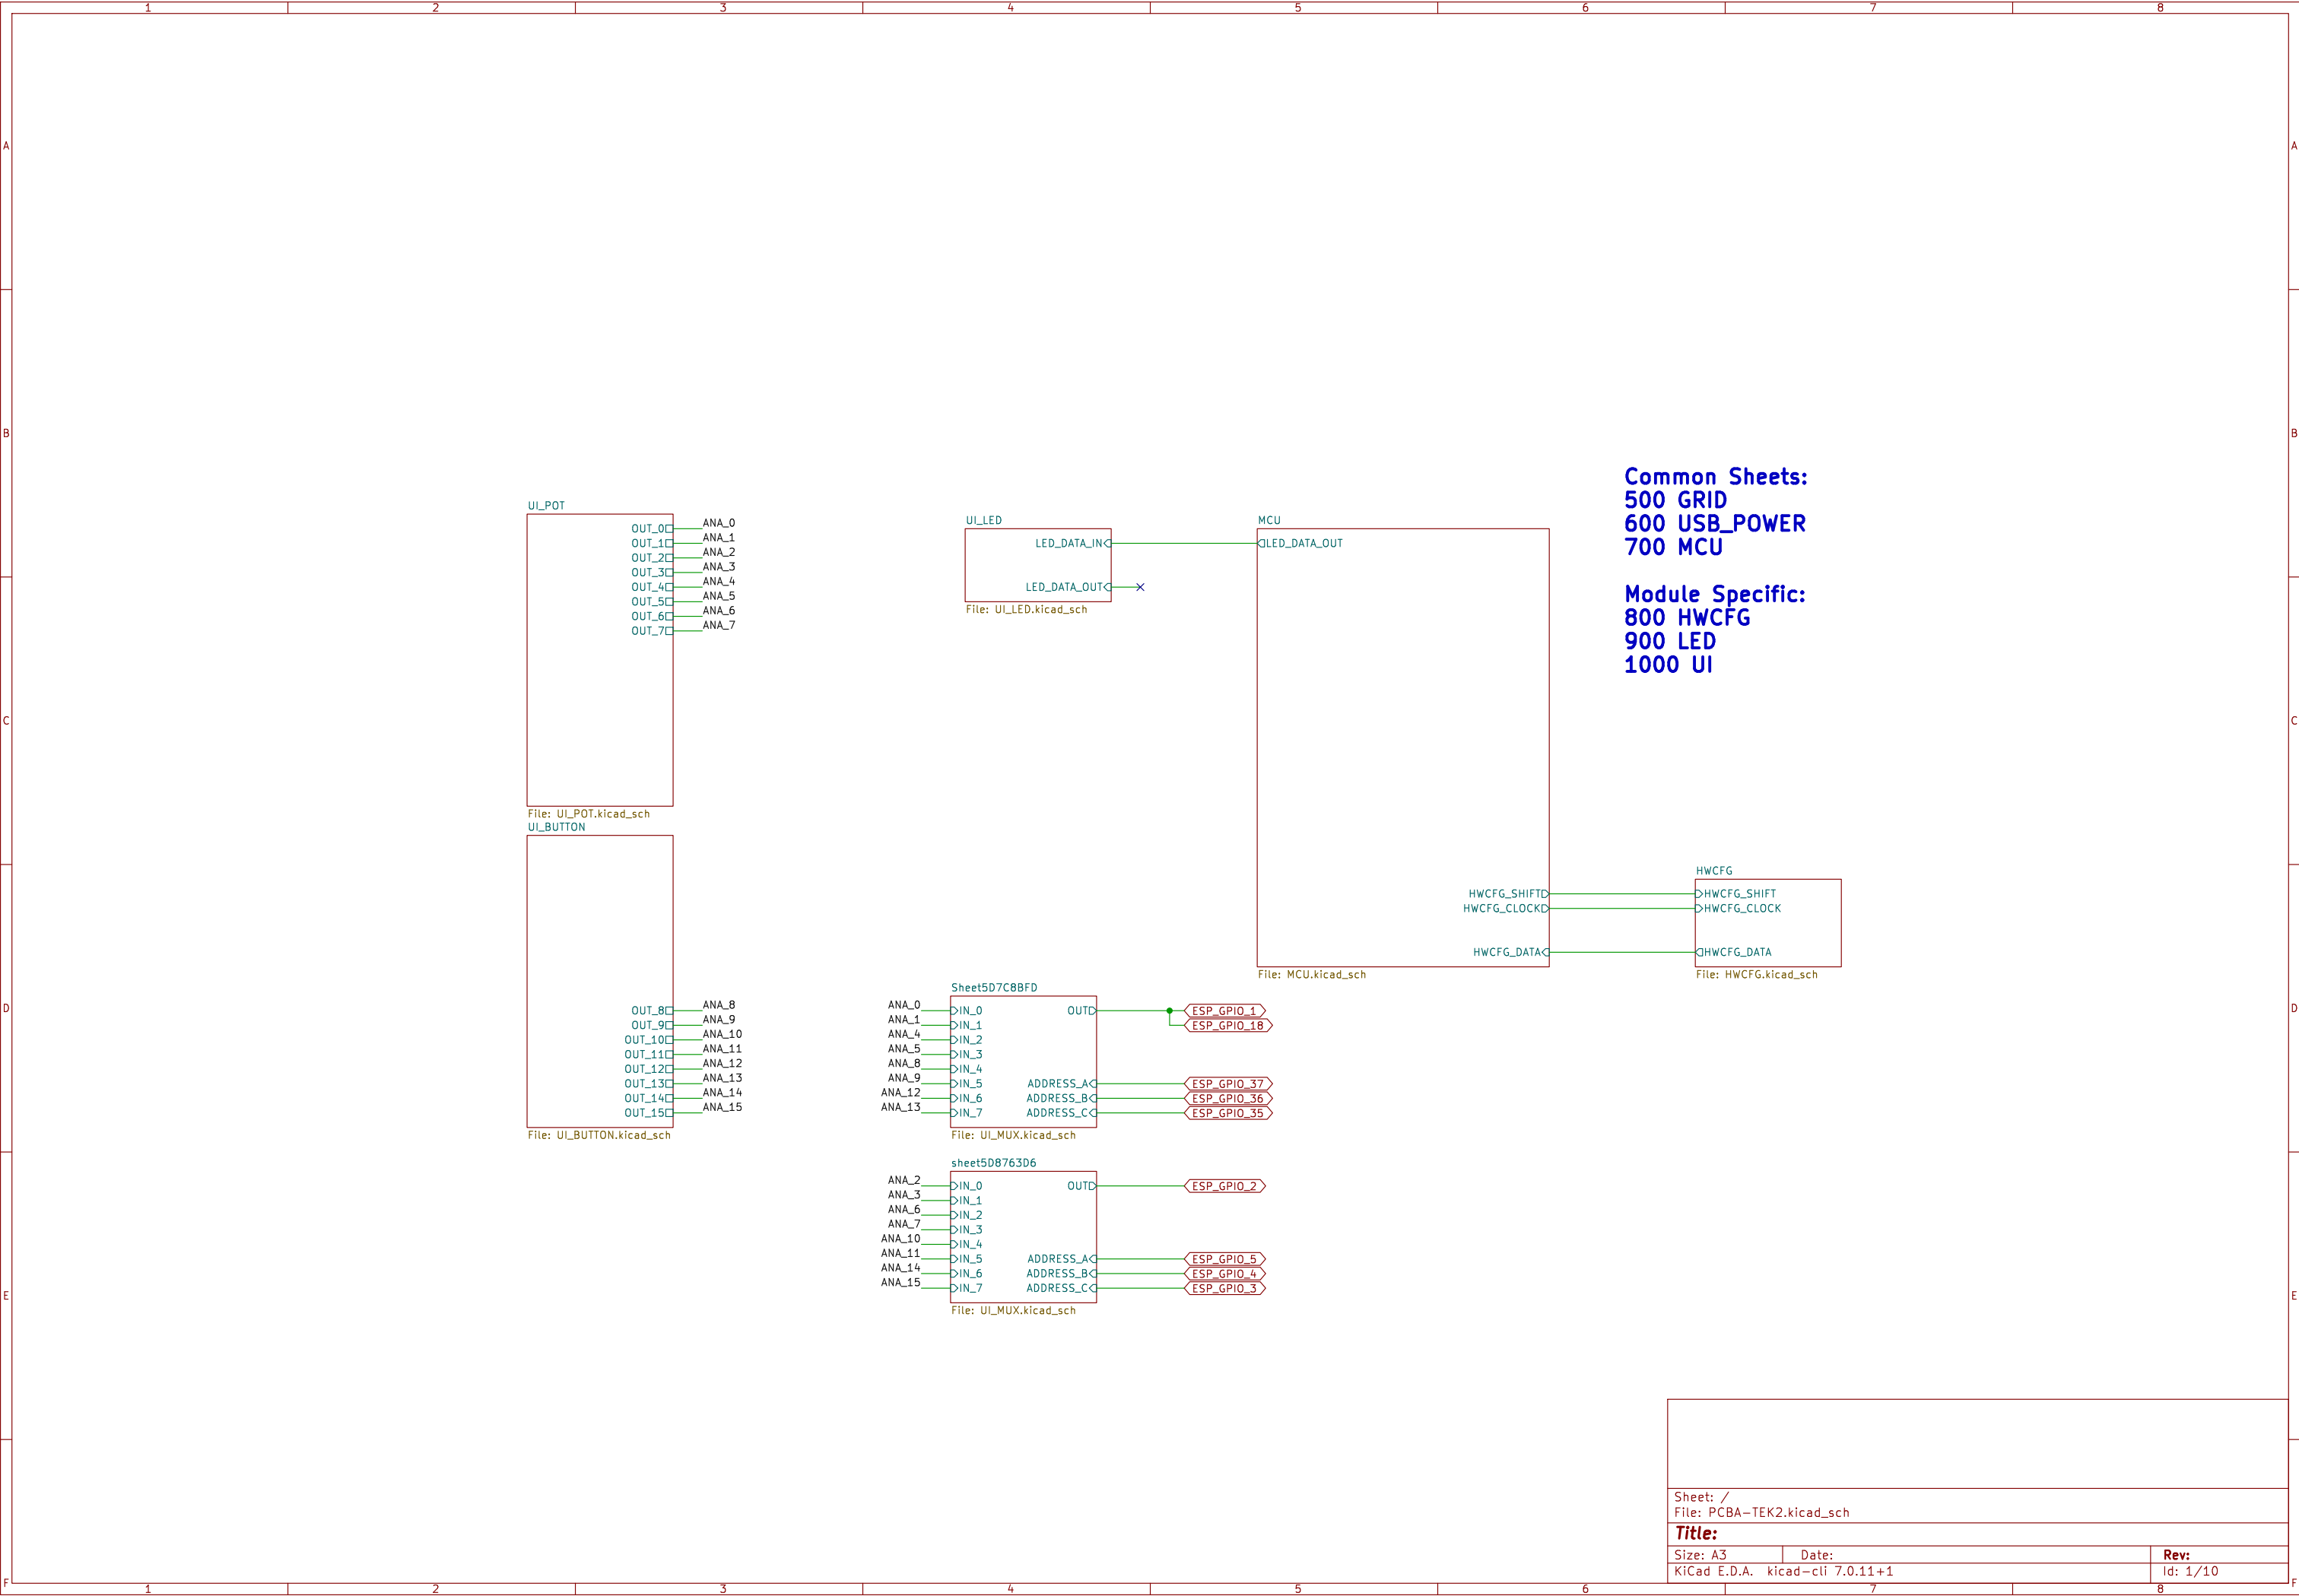 1 2 3 4 5 6 7 8
A A
B B
C C
D D
E E
F F
Common Sheets:
500 GRID
600 USB_POWER
700 MCU
Module Specific:
800 HWCFG
900 LED
1000 UI
UI_POT
OUT_0 ANA_0
OUT_1 ANA_1
OUT_2 ANA_2
OUT_3 ANA_3
OUT_4 ANA_4
OUT_5 ANA_5
OUT_6 ANA_6
OUT_7 ANA_7
File: UI_POT.kicad_sch
UI_LED
LED_DATA_IN
LED_DATA_OUT
File: UI_LED.kicad_sch
MCU
LED_DATA_OUT
HWCFG_SHIFT
HWCFG_CLOCK
HWCFG_DATA
File: MCU.kicad_sch
HWCFG
HWCFG_SHIFT
HWCFG_CLOCK
HWCFG_DATA
File: HWCFG.kicad_sch
UI_BUTTON
OUT_8 ANA_8
OUT_9 ANA_9
OUT_10 ANA_10
OUT_11 ANA_11
OUT_12 ANA_12
OUT_13 ANA_13
OUT_14 ANA_14
OUT_15 ANA_15
File: UI_BUTTON.kicad_sch
Sheet5D7C8BFD
ANA_0 IN_0 OUT ESP_GPIO_1
ANA_1 IN_1 ESP_GPIO_18
ANA_4 IN_2
ANA_5 IN_3
ANA_8 IN_4
ANA_9 IN_5 ADDRESS_A ESP_GPIO_37
ANA_12 IN_6 ADDRESS_B ESP_GPIO_36
ANA_13 IN_7 ADDRESS_C ESP_GPIO_35
File: UI_MUX.kicad_sch
sheet5D8763D6
ANA_2 IN_0 OUT ESP_GPIO_2
ANA_3 IN_1
ANA_6 IN_2
ANA_7 IN_3
ANA_10 IN_4
ANA_11 IN_5 ADDRESS_A ESP_GPIO_5
ANA_14 IN_6 ADDRESS_B ESP_GPIO_4
ANA_15 IN_7 ADDRESS_C ESP_GPIO_3
File: UI_MUX.kicad_sch
Sheet: /
File: PCBA-TEK2.kicad_sch
Title:
Size: A3 Date: Rev:
KiCad E.D.A. kicad-cli 7.0.11+1 Id: 1/10
1 2 3 4 5 6 7 8